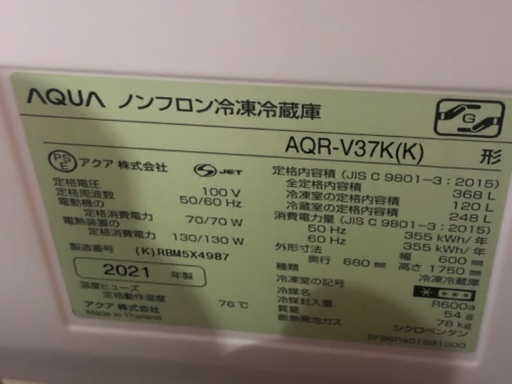 AQUA ノンフロン冷凍冷蔵庫
G
AQR-V37K(K) 形
PSE アクア 株式会社
S JET
定格電圧 100 V
定格周波数 50/60 Hz
電動機の
定格消費電力 70/70 W
電熱装置の
定格消費電力 130/130 W
製造番号 (K)RBM5X4987
2021 年製
温度ヒューズ
定格動作温度 76℃
アクア 株式会社
Made in Thailand
定格内容積 (JIS C 9801-3:2015)
全定格内容積 368 L
冷凍室の定格内容積 120 L
冷蔵室の定格内容積 248 L
消費電力量 (JIS C 9801-3:2015)
50 Hz 355 kWh/年
60 Hz 355 kWh/年
外形寸法 幅 600 mm
奥行 680 mm 高さ 1750 mm
種類 冷凍冷蔵庫
冷凍室の記号
冷媒名 R600a
冷媒封入量 54 g
質量 78 kg
断熱発泡ガス シクロペンタン